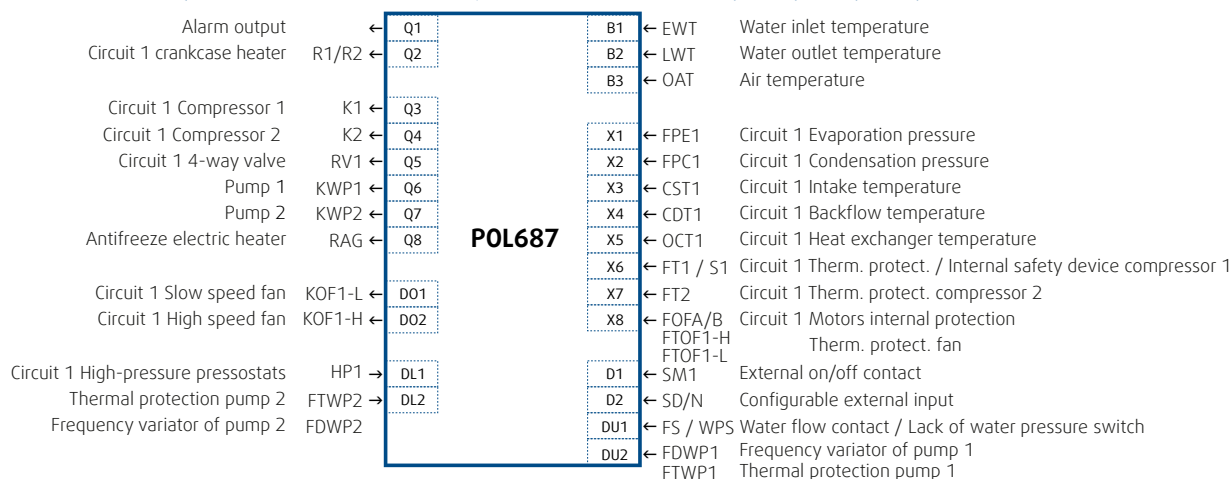 Alarm output ← Q1 B1 ← EWT Water inlet temperature
Circuit 1 crankcase heater R1/R2 ← Q2 B2 ← LWT Water outlet temperature
B3 ← OAT Air temperature
Circuit 1 Compressor 1 K1 ← Q3
Circuit 1 Compressor 2 K2 ← Q4 X1 ← FPE1 Circuit 1 Evaporation pressure
Circuit 1 4-way valve RV1 ← Q5 X2 ← FPC1 Circuit 1 Condensation pressure
Pump 1 KWP1 ← Q6 X3 ← CST1 Circuit 1 Intake temperature
Pump 2 KWP2 ← Q7 X4 ← CDT1 Circuit 1 Backflow temperature
Antifreeze electric heater RAG ← Q8 POL687 X5 ← OCT1 Circuit 1 Heat exchanger temperature
X6 ← FT1 / S1 Circuit 1 Therm. protect. / Internal safety device compressor 1
Circuit 1 Slow speed fan KOF1-L ← DO1 X7 ← FT2 Circuit 1 Therm. protect. compressor 2
Circuit 1 High speed fan KOF1-H ← DO2 X8 ← FOFA/B Circuit 1 Motors internal protection
FTOF1-H Therm. protect. fan
FTOF1-L
Circuit 1 High-pressure pressostats HP1 → DL1 D1 ← SM1 External on/off contact
Thermal protection pump 2 FTWP2 → DL2 D2 ← SD/N Configurable external input
Frequency variator of pump 2 FDWP2 DU1 ← FS / WPS Water flow contact / Lack of water pressure switch
DU2 ← FDWP1 Frequency variator of pump 1
FTWP1 Thermal protection pump 1